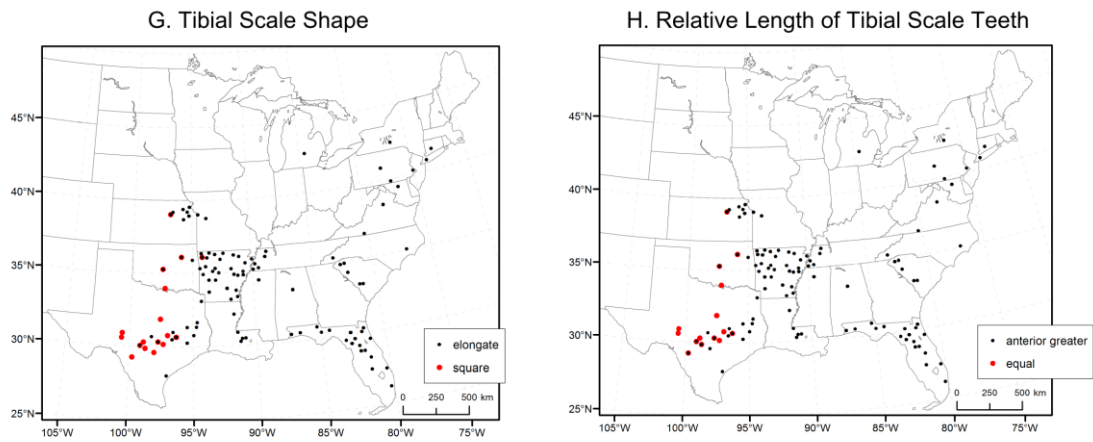 G. Tibial Scale Shape
45°N
40°N
35°N
30°N
25°N
elongate
square
0 250 500 km
105°W 100°W 95°W 90°W 85°W 80°W 75°W
H. Relative Length of Tibial Scale Teeth
45°N
40°N
35°N
30°N
25°N
anterior greater
equal
0 250 500 km
105°W 100°W 95°W 90°W 85°W 80°W 75°W